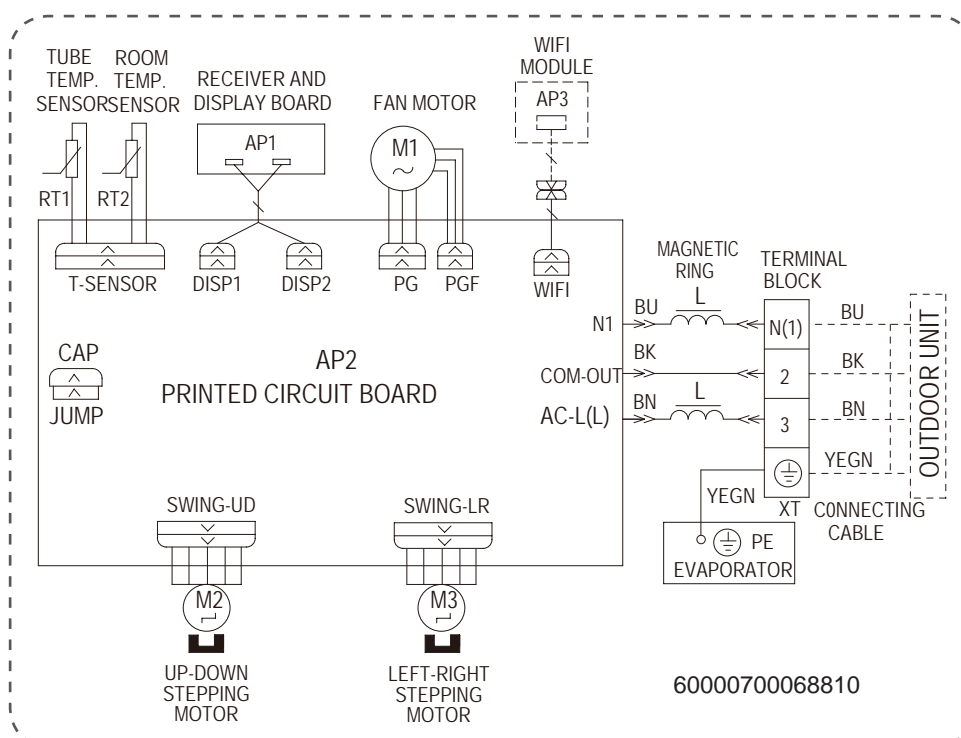 TUBE
TEMP.
SENSOR
ROOM
TEMP.
SENSOR
RECEIVER AND
DISPLAY BOARD
FAN MOTOR
WIFI
MODULE
AP3
AP1
M1
RT1
RT2
T-SENSOR
DISP1
DISP2
PG
PGF
WIFI
MAGNETIC
RING
TERMINAL
BLOCK
N1
BU
L
N(1)
BU
COM-OUT
BK
2
BK
AC-L(L)
BN
L
3
BN
YEGN
YEGN
XT
C0NNECTING
CABLE
OUTDOOR UNIT
PE
EVAPORATOR
CAP
JUMP
AP2
PRINTED CIRCUIT BOARD
SWING-UD
SWING-LR
M2
M3
UP-DOWN
STEPPING
MOTOR
LEFT-RIGHT
STEPPING
MOTOR
60000700068810